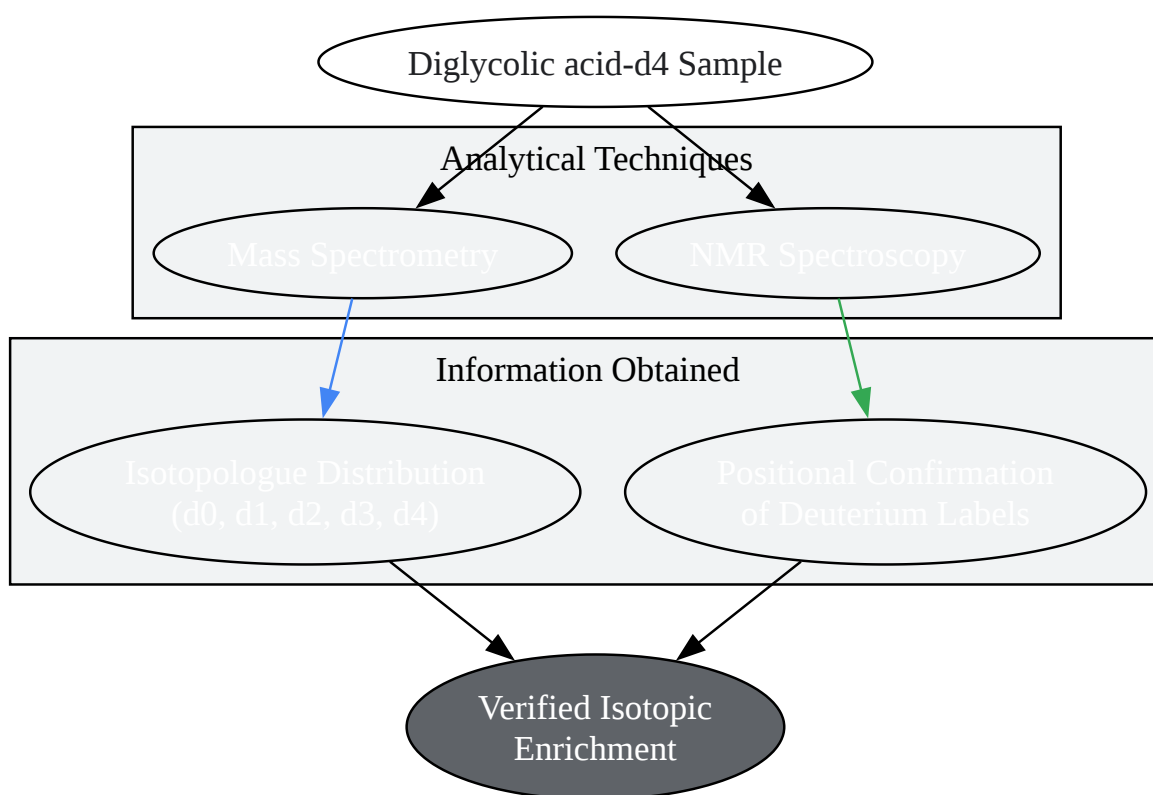 Diglycolic acid-d4 Sample
Analytical Techniques
Mass Spectrometry
NMR Spectroscopy
Information Obtained
Isotopologue Distribution
(d0, d1, d2, d3, d4)
Positional Confirmation
of Deuterium Labels
Verified Isotopic
Enrichment